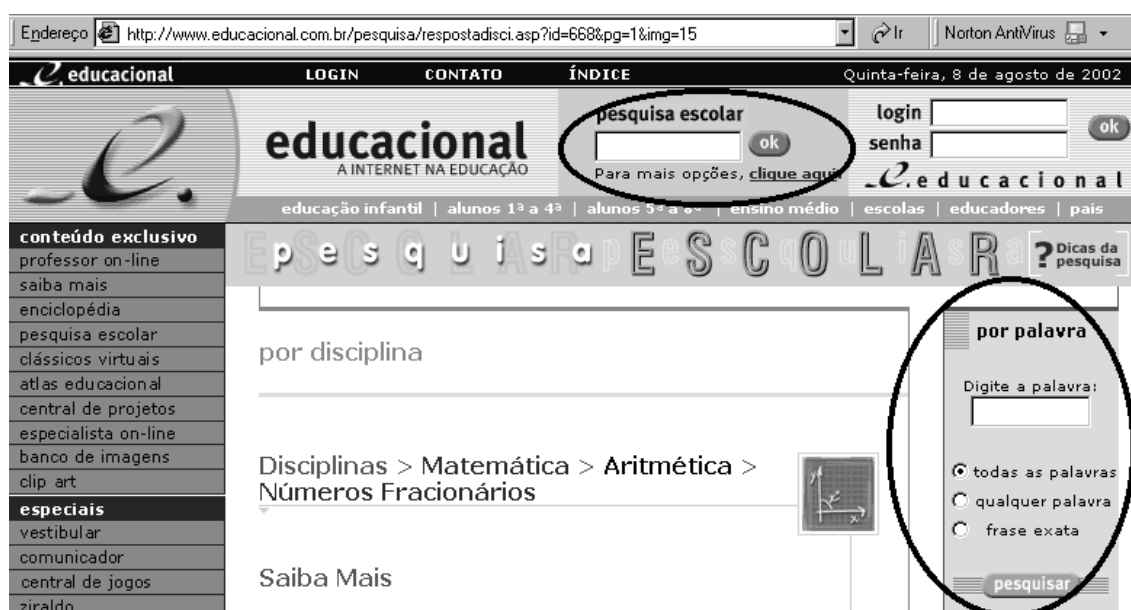 Endereço http://www.educacional.com.br/pesquisa/respostadisci.asp?id=668&pg=1&img=15 Ir Norton AntiVirus
e. educacional LOGIN CONTATO ÍNDICE Quinta-feira, 8 de agosto de 2002
pesquisa escolar
ok
Para mais opções, clique aqui
educacional
A INTERNET NA EDUCAÇÃO
login
senha
ok
e.educacional
educação infantil | alunos 1ª a 4ª | alunos 5ª a 8ª | ensino médio | escolas | educadores | pais
conteúdo exclusivo
professor on-line
saiba mais
enciclopédia
pesquisa escolar
clássicos virtuais
atlas educacional
central de projetos
especialista on-line
banco de imagens
clip art
especiais
vestibular
comunicador
central de jogos
ziraldo
pesquisa ESCOLAR
? Dicas da
pesquisa
por disciplina
Disciplinas > Matemática > Aritmética >
Números Fracionários
Saiba Mais
por palavra
Digite a palavra:
todas as palavras
qualquer palavra
frase exata
pesquisar